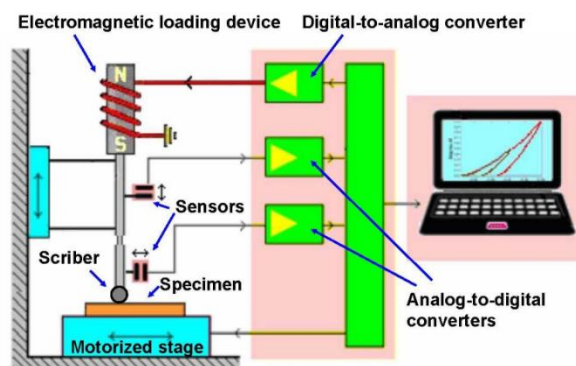 Electromagnetic loading device
Digital-to-analog converter
N
S
Sensors
Scriber
Specimen
Analog-to-digital
converters
Motorized stage